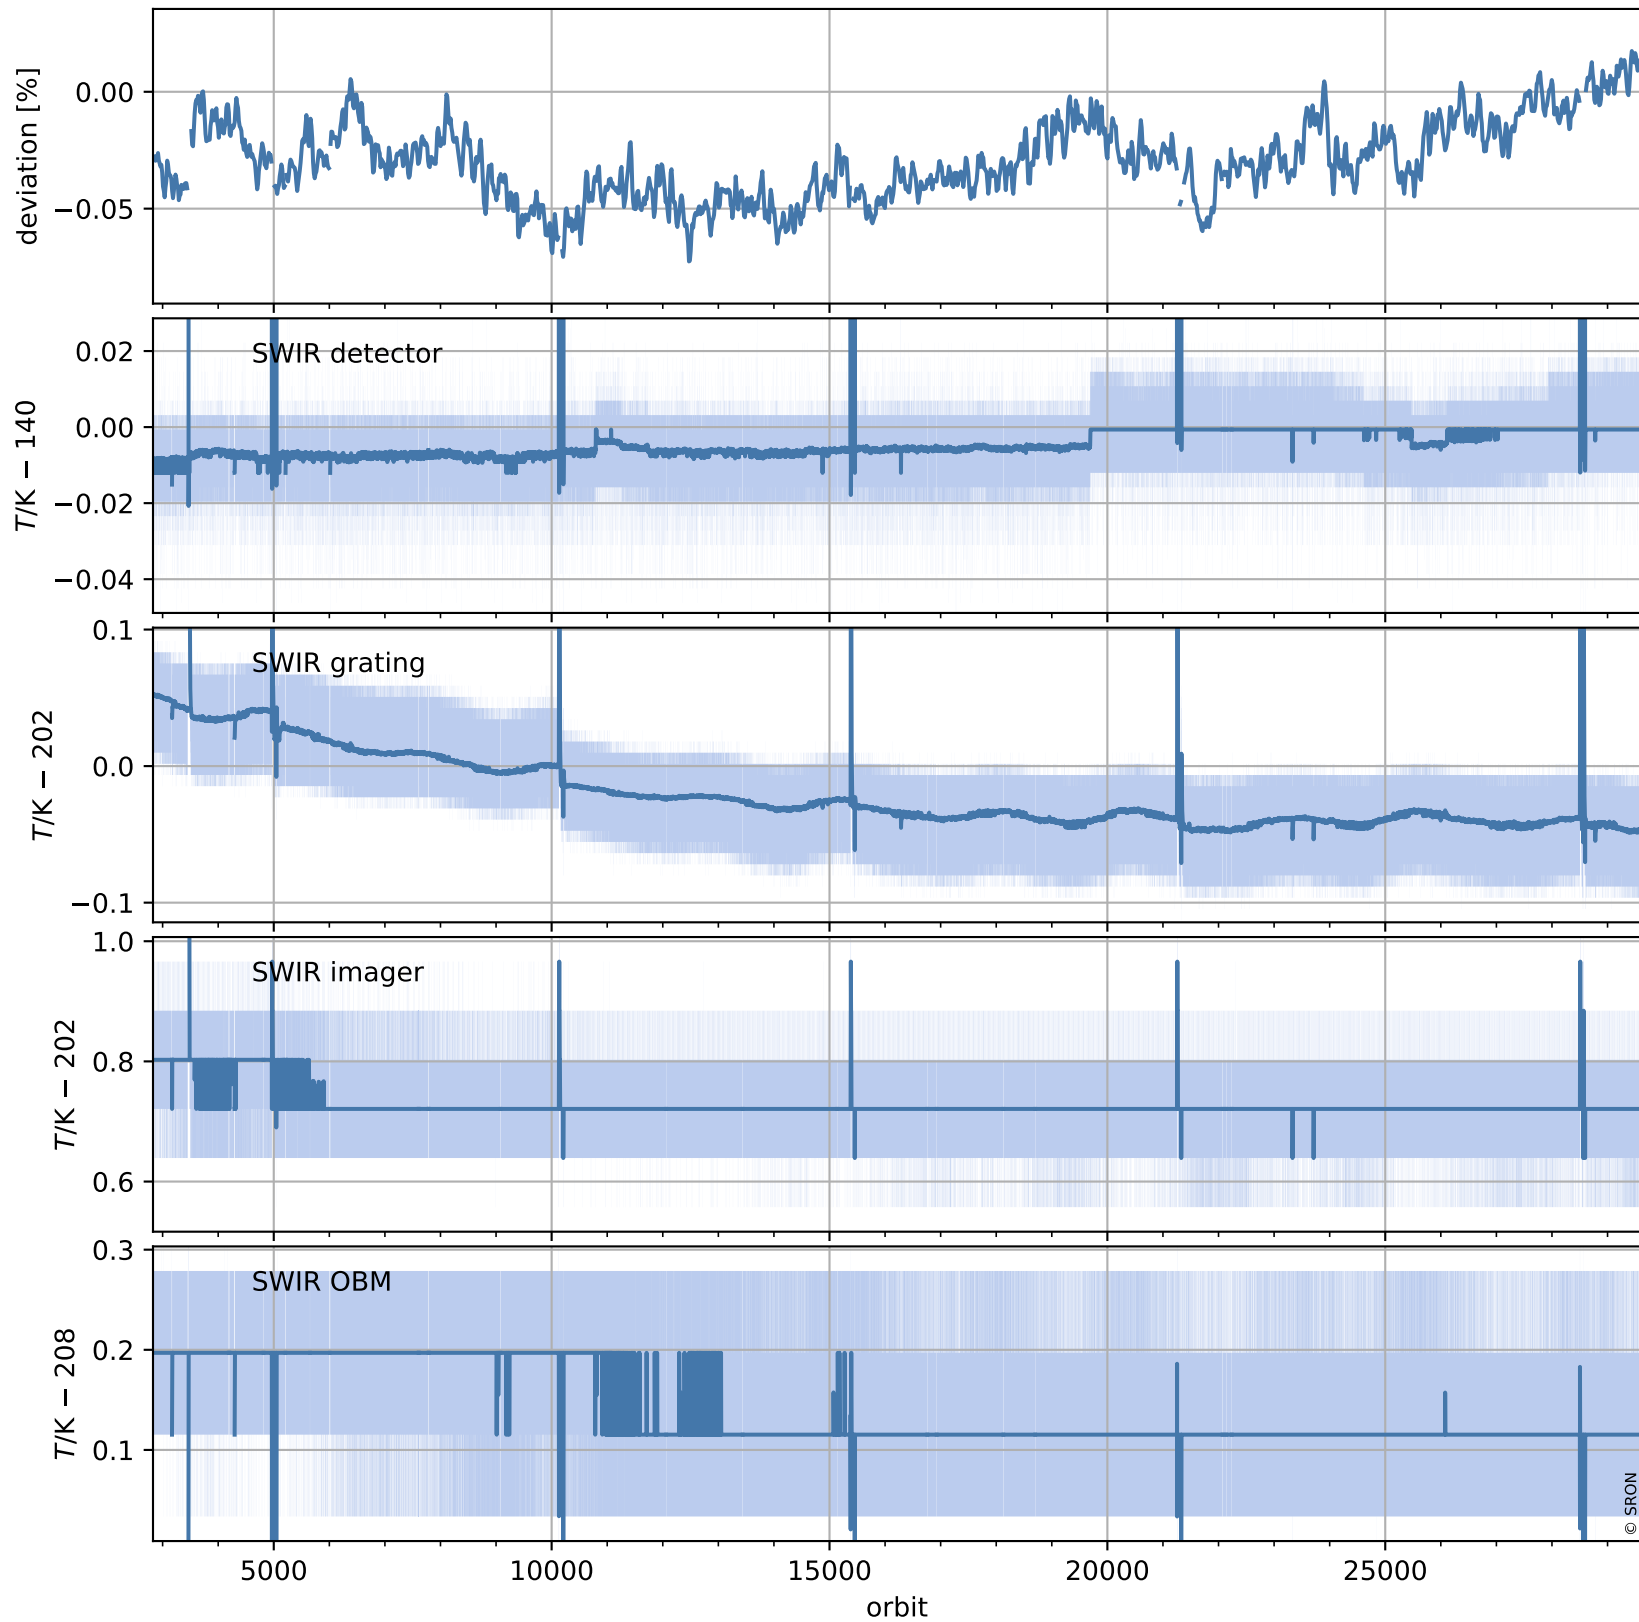 deviation [%]
0.00
−0.05
SWIR detector
T/K − 140
0.02
0.00
−0.02
−0.04
SWIR grating
T/K − 202
0.1
0.0
−0.1
SWIR imager
T/K − 202
1.0
0.8
0.6
SWIR OBM
T/K − 208
0.3
0.2
0.1
© SRON
5000 10000 15000 20000 25000
orbit